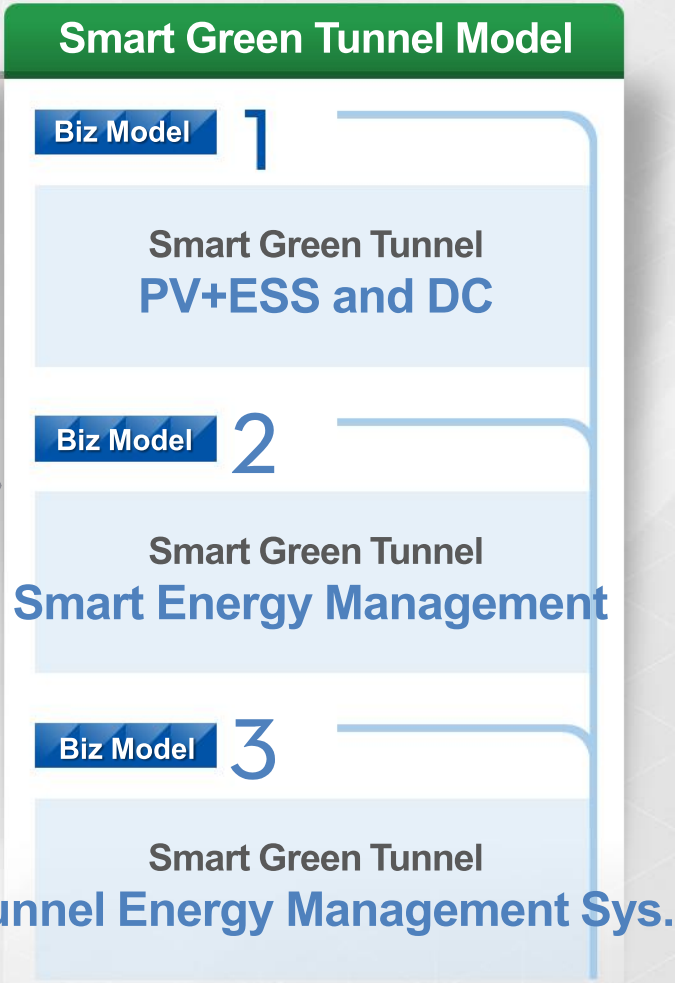 Smart Green Tunnel Model
Biz Model 1
Smart Green Tunnel
PV+ESS and DC
Biz Model 2
Smart Green Tunnel
Smart Energy Management
Biz Model 3
Smart Green Tunnel
unnel Energy Management Sys.